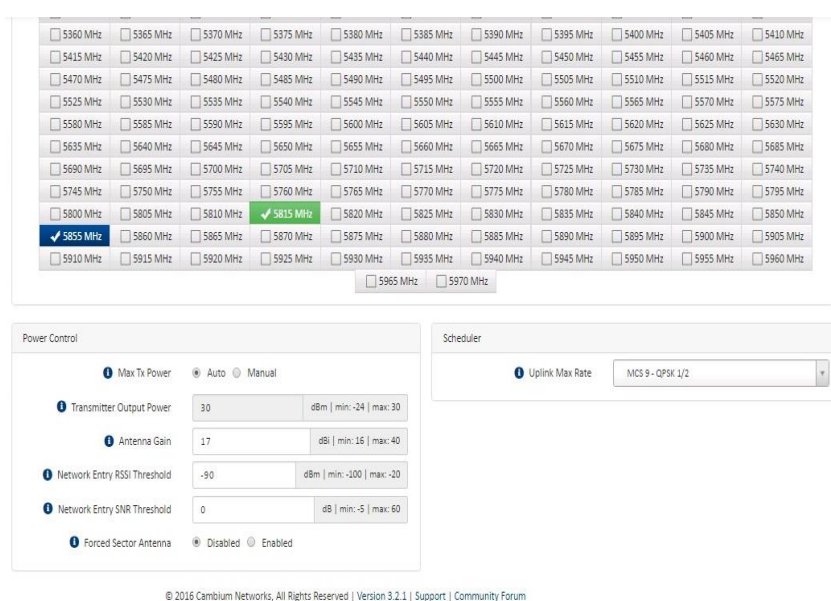 5360 MHz 5365 MHz 5370 MHz 5375 MHz 5380 MHz 5385 MHz 5390 MHz 5395 MHz 5400 MHz 5405 MHz 5410 MHz
5415 MHz 5420 MHz 5425 MHz 5430 MHz 5435 MHz 5440 MHz 5445 MHz 5450 MHz 5455 MHz 5460 MHz 5465 MHz
5470 MHz 5475 MHz 5480 MHz 5485 MHz 5490 MHz 5495 MHz 5500 MHz 5505 MHz 5510 MHz 5515 MHz 5520 MHz
5525 MHz 5530 MHz 5535 MHz 5540 MHz 5545 MHz 5550 MHz 5555 MHz 5560 MHz 5565 MHz 5570 MHz 5575 MHz
5580 MHz 5585 MHz 5590 MHz 5595 MHz 5600 MHz 5605 MHz 5610 MHz 5615 MHz 5620 MHz 5625 MHz 5630 MHz
5635 MHz 5640 MHz 5645 MHz 5650 MHz 5655 MHz 5660 MHz 5665 MHz 5670 MHz 5675 MHz 5680 MHz 5685 MHz
5690 MHz 5695 MHz 5700 MHz 5705 MHz 5710 MHz 5715 MHz 5720 MHz 5725 MHz 5730 MHz 5735 MHz 5740 MHz
5745 MHz 5750 MHz 5755 MHz 5760 MHz 5765 MHz 5770 MHz 5775 MHz 5780 MHz 5785 MHz 5790 MHz 5795 MHz
5800 MHz 5805 MHz 5810 MHz 5815 MHz 5820 MHz 5825 MHz 5830 MHz 5835 MHz 5840 MHz 5845 MHz 5850 MHz
5855 MHz 5860 MHz 5865 MHz 5870 MHz 5875 MHz 5880 MHz 5885 MHz 5890 MHz 5895 MHz 5900 MHz 5905 MHz
5910 MHz 5915 MHz 5920 MHz 5925 MHz 5930 MHz 5935 MHz 5940 MHz 5945 MHz 5950 MHz 5955 MHz 5960 MHz
5965 MHz 5970 MHz
Power Control
Max Tx Power Auto Manual
Transmitter Output Power 30 dBm | min: -24 | max: 30
Antenna Gain 17 dBi | min: 16 | max: 40
Network Entry RSSI Threshold -90 dBm | min: -100 | max: -20
Network Entry SNR Threshold 0 dB | min: -5 | max: 60
Forced Sector Antenna Disabled Enabled
Scheduler
Uplink Max Rate MCS 9 - QPSK 1/2
© 2016 Cambium Networks, All Rights Reserved | Version 3.2.1 | Support | Community Forum